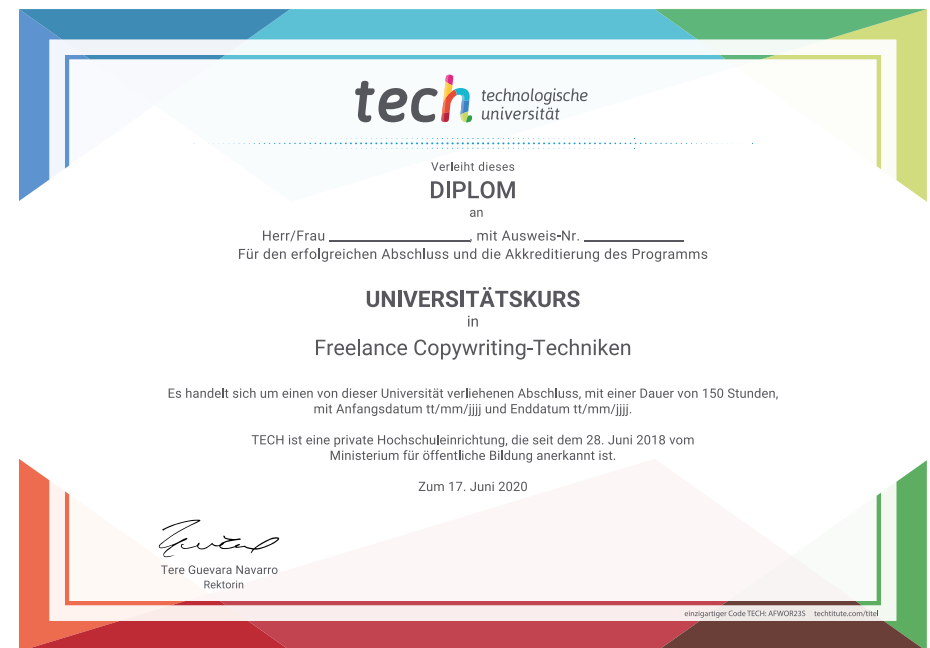 tech technologische
universität
Verleiht dieses
DIPLOM
an
Herr/Frau ____________________, mit Ausweis-Nr. ______________
Für den erfolgreichen Abschluss und die Akkreditierung des Programms
UNIVERSITÄTSKURS
in
Freelance Copywriting-Techniken
Es handelt sich um einen von dieser Universität verliehenen Abschluss, mit einer Dauer von 150 Stunden,
mit Anfangsdatum tt/mm/jjjj und Enddatum tt/mm/jjjj.
TECH ist eine private Hochschuleinrichtung, die seit dem 28. Juni 2018 vom
Ministerium für öffentliche Bildung anerkannt ist.
Zum 17. Juni 2020
Tere Guevara Navarro
Rektorin
einzigartiger Code TECH: AFWOR23S techtitute.com/titel